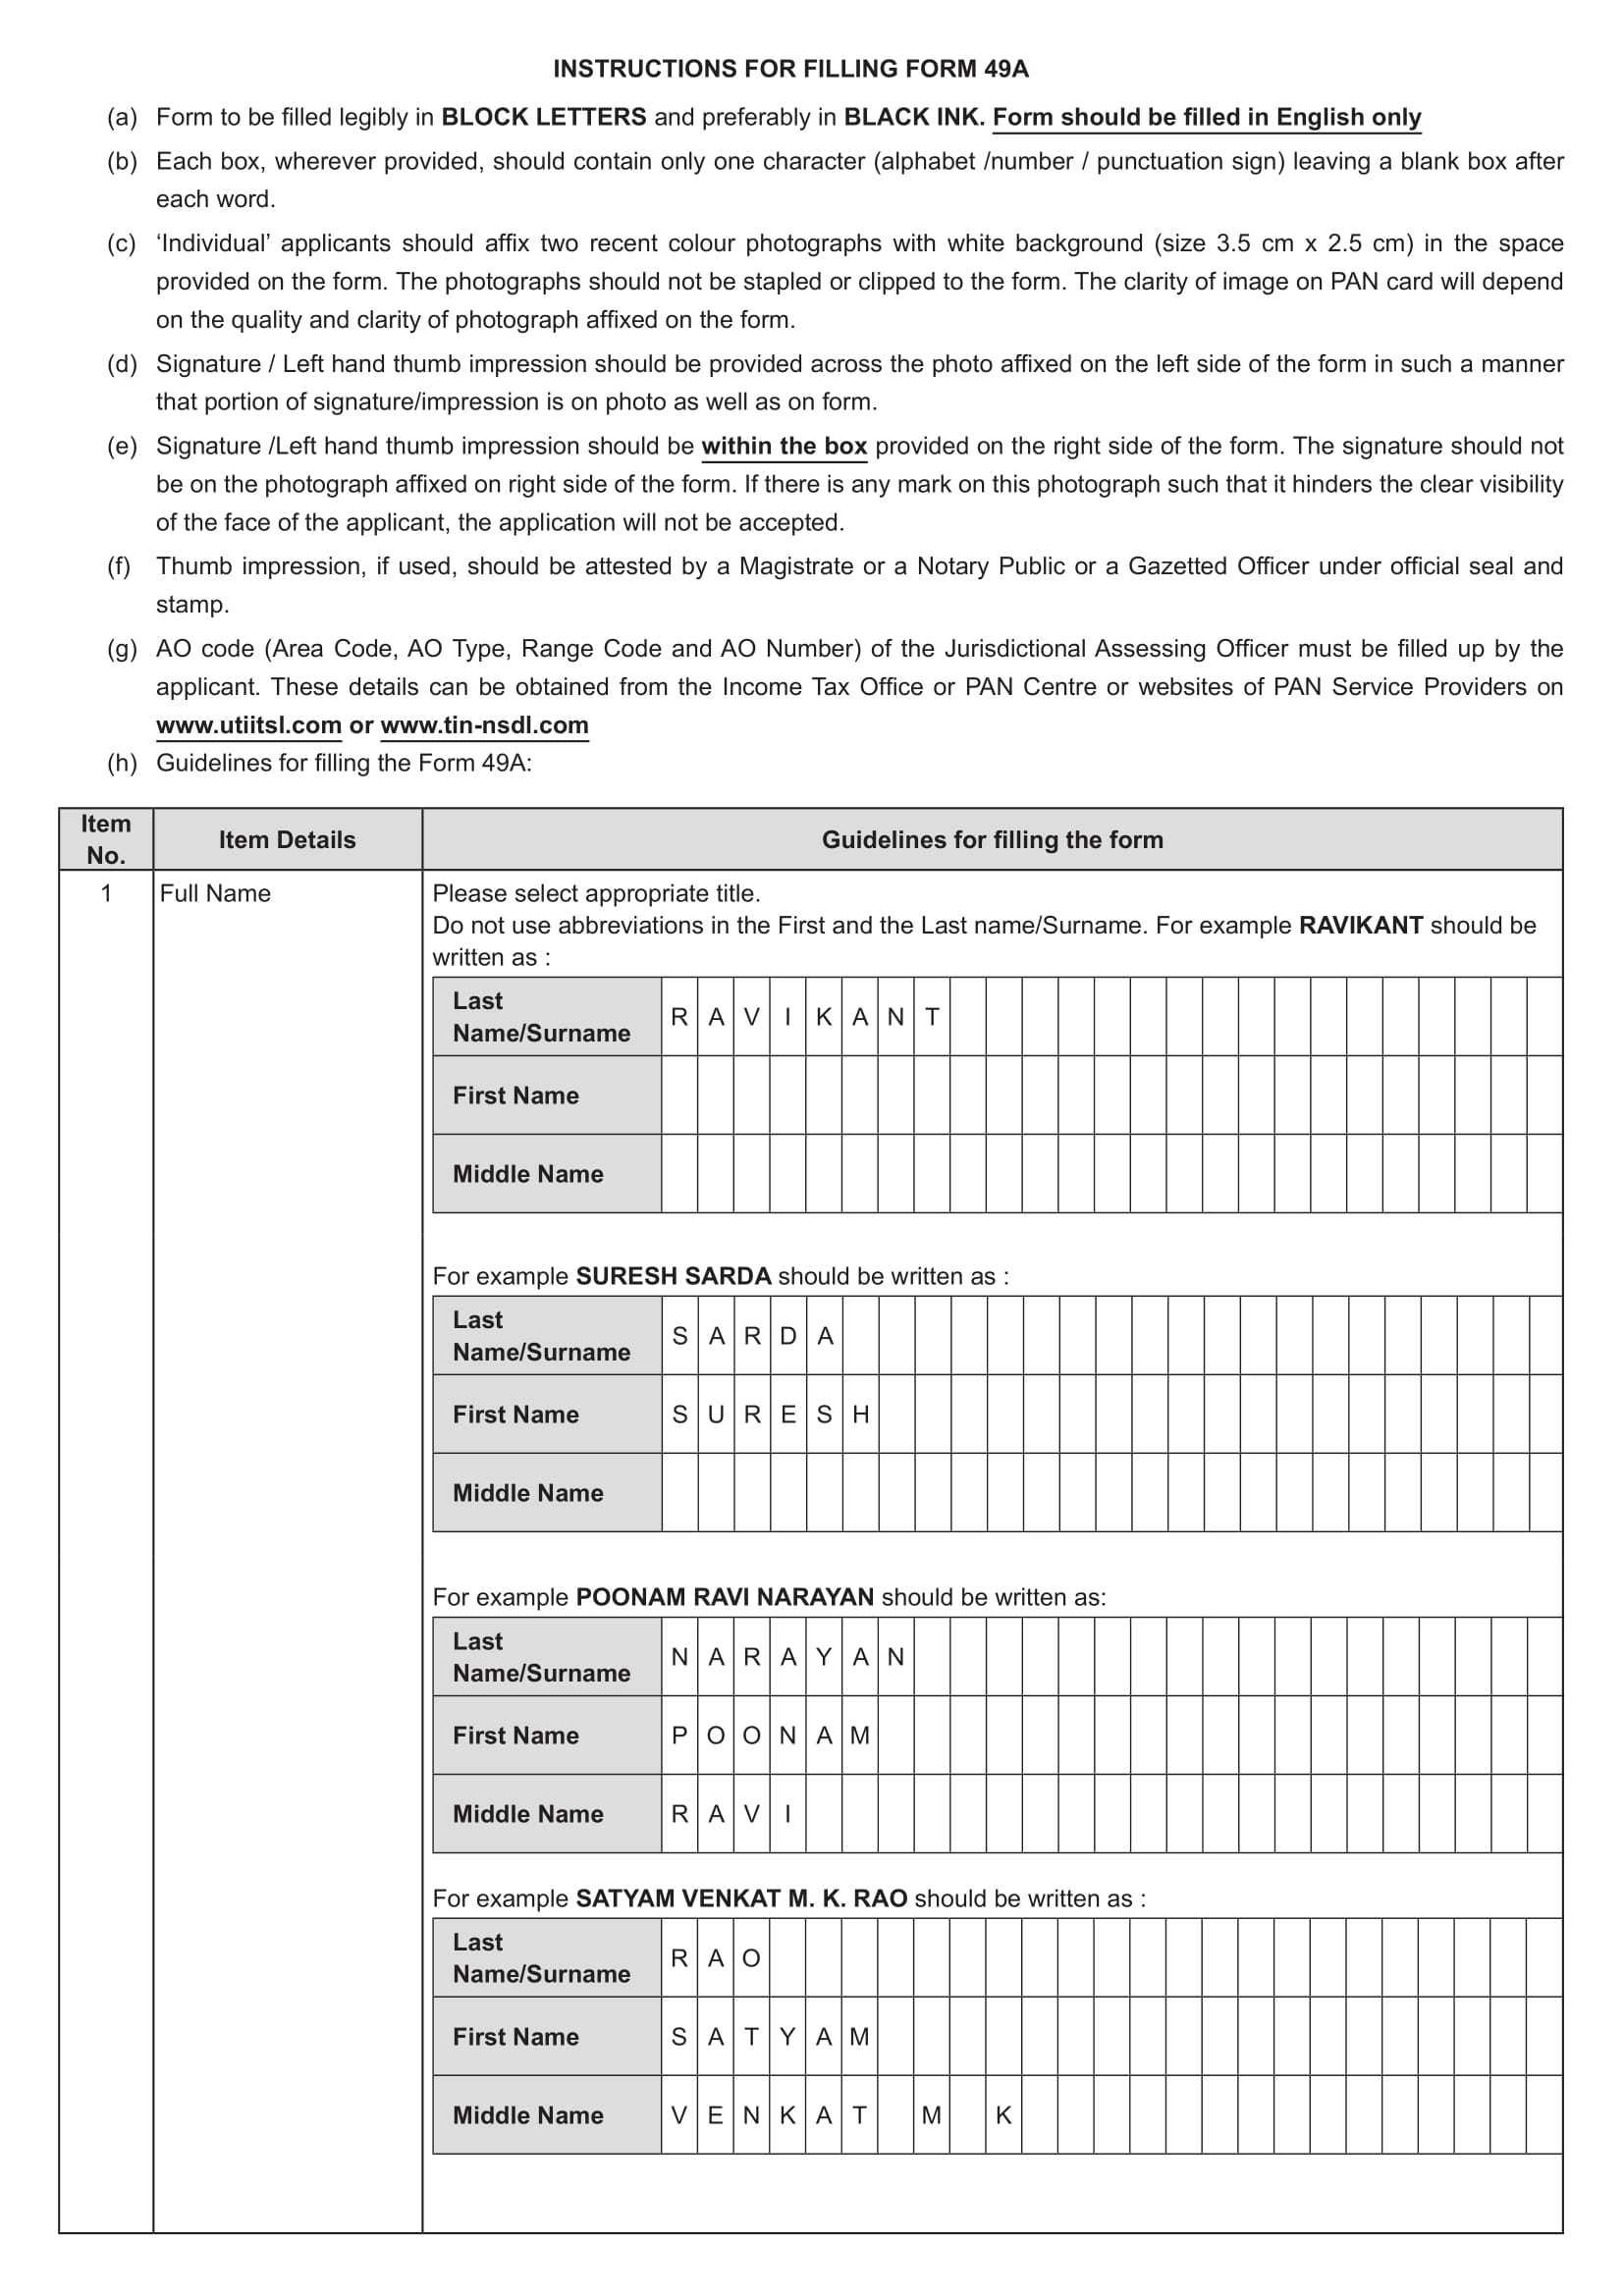 INSTRUCTIONS FOR FILLING FORM 49A
(a) Form to be filled legibly in BLOCK LETTERS and preferably in BLACK INK. Form should be filled in English only
(b) Each box, wherever provided, should contain only one character (alphabet /number / punctuation sign) leaving a blank box after
each word.
(c) ‘Individual’ applicants should affix two recent colour photographs with white background (size 3.5 cm x 2.5 cm) in the space
provided on the form. The photographs should not be stapled or clipped to the form. The clarity of image on PAN card will depend
on the quality and clarity of photograph affixed on the form.
(d) Signature / Left hand thumb impression should be provided across the photo affixed on the left side of the form in such a manner
that portion of signature/impression is on photo as well as on form.
(e) Signature /Left hand thumb impression should be within the box provided on the right side of the form. The signature should not
be on the photograph affixed on right side of the form. If there is any mark on this photograph such that it hinders the clear visibility
of the face of the applicant, the application will not be accepted.
(f) Thumb impression, if used, should be attested by a Magistrate or a Notary Public or a Gazetted Officer under official seal and
stamp.
(g) AO code (Area Code, AO Type, Range Code and AO Number) of the Jurisdictional Assessing Officer must be filled up by the
applicant. These details can be obtained from the Income Tax Office or PAN Centre or websites of PAN Service Providers on
www.utiitsl.com or www.tin-nsdl.com
(h) Guidelines for filling the Form 49A:
Item
No.
Item Details
Guidelines for filling the form
1
Full Name
Please select appropriate title.
Do not use abbreviations in the First and the Last name/Surname. For example RAVIKANT should be
written as :
Last
Name/Surname
R A V I K A N T
First Name
Middle Name
For example SURESH SARDA should be written as :
Last
Name/Surname
S A R D A
First Name
S U R E S H
Middle Name
For example POONAM RAVI NARAYAN should be written as:
Last
Name/Surname
N A R A Y A N
First Name
P O O N A M
Middle Name
R A V I
For example SATYAM VENKAT M. K. RAO should be written as :
Last
Name/Surname
R A O
First Name
S A T Y A M
Middle Name
V E N K A T M K